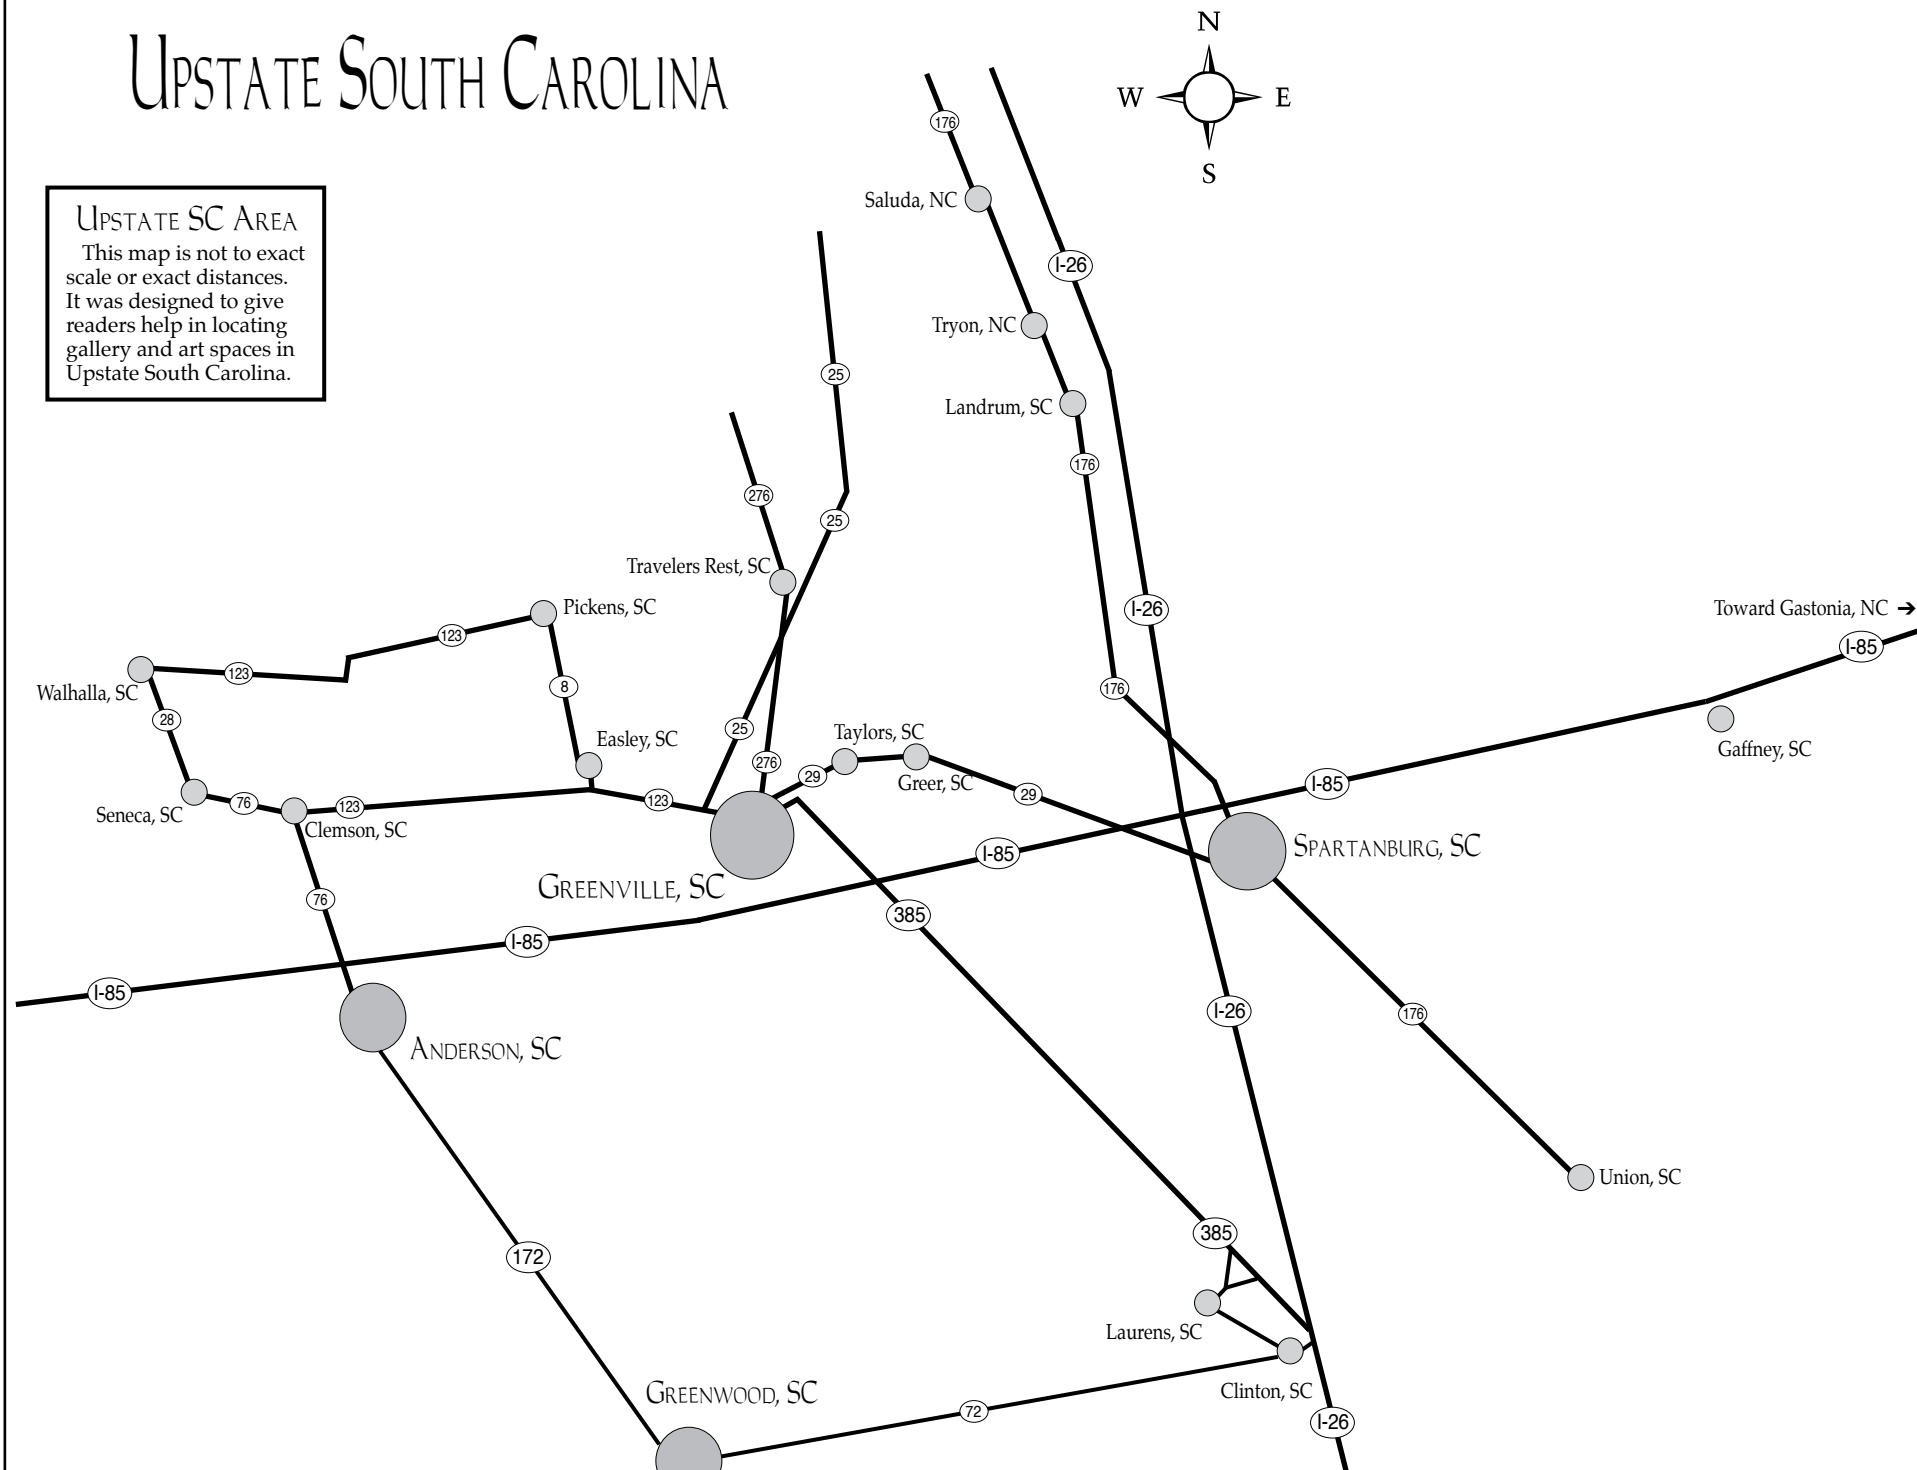 UPSTATE SOUTH CAROLINA
N
W
E
S
UPSTATE SC AREA
This map is not to exact
scale or exact distances.
It was designed to give
readers help in locating
gallery and art spaces in
Upstate South Carolina.
176
Saluda, NC
I-26
Tryon, NC
25
Landrum, SC
176
276
25
Travelers Rest, SC
Pickens, SC
I-26
Toward Gastonia, NC ➔
123
I-85
123
Walhalla, SC
8
176
28
25
Easley, SC
Taylors, SC
Gaffney, SC
276
29
Greer, SC
I-85
29
Seneca, SC
76
123
123
Clemson, SC
SPARTANBURG, SC
I-85
GREENVILLE, SC
76
385
I-85
I-85
I-26
176
ANDERSON, SC
Union, SC
385
172
Laurens, SC
GREENWOOD, SC
Clinton, SC
72
I-26